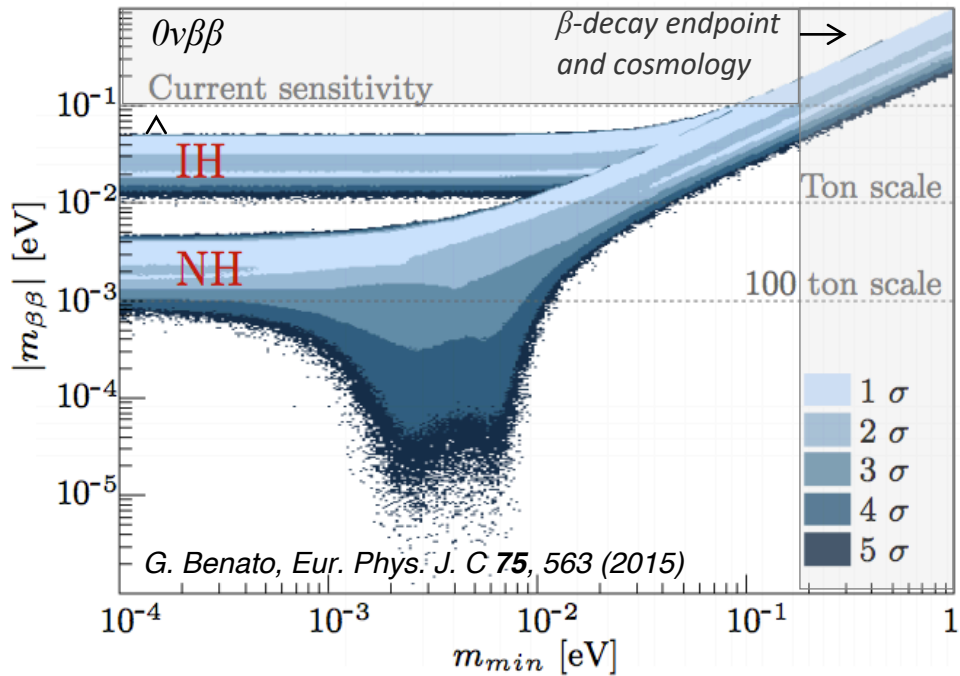 0νββ
β-decay endpoint
and cosmology
Current sensitivity
IH
NH
Ton scale
100 ton scale
1 σ
2 σ
3 σ
4 σ
5 σ
G. Benato, Eur. Phys. J. C 75, 563 (2015)
10⁻¹
10⁻²
10⁻³
10⁻⁴
10⁻⁵
|mββ| [eV]
10⁻⁴ 10⁻³ 10⁻² 10⁻¹ 1
m_min [eV]